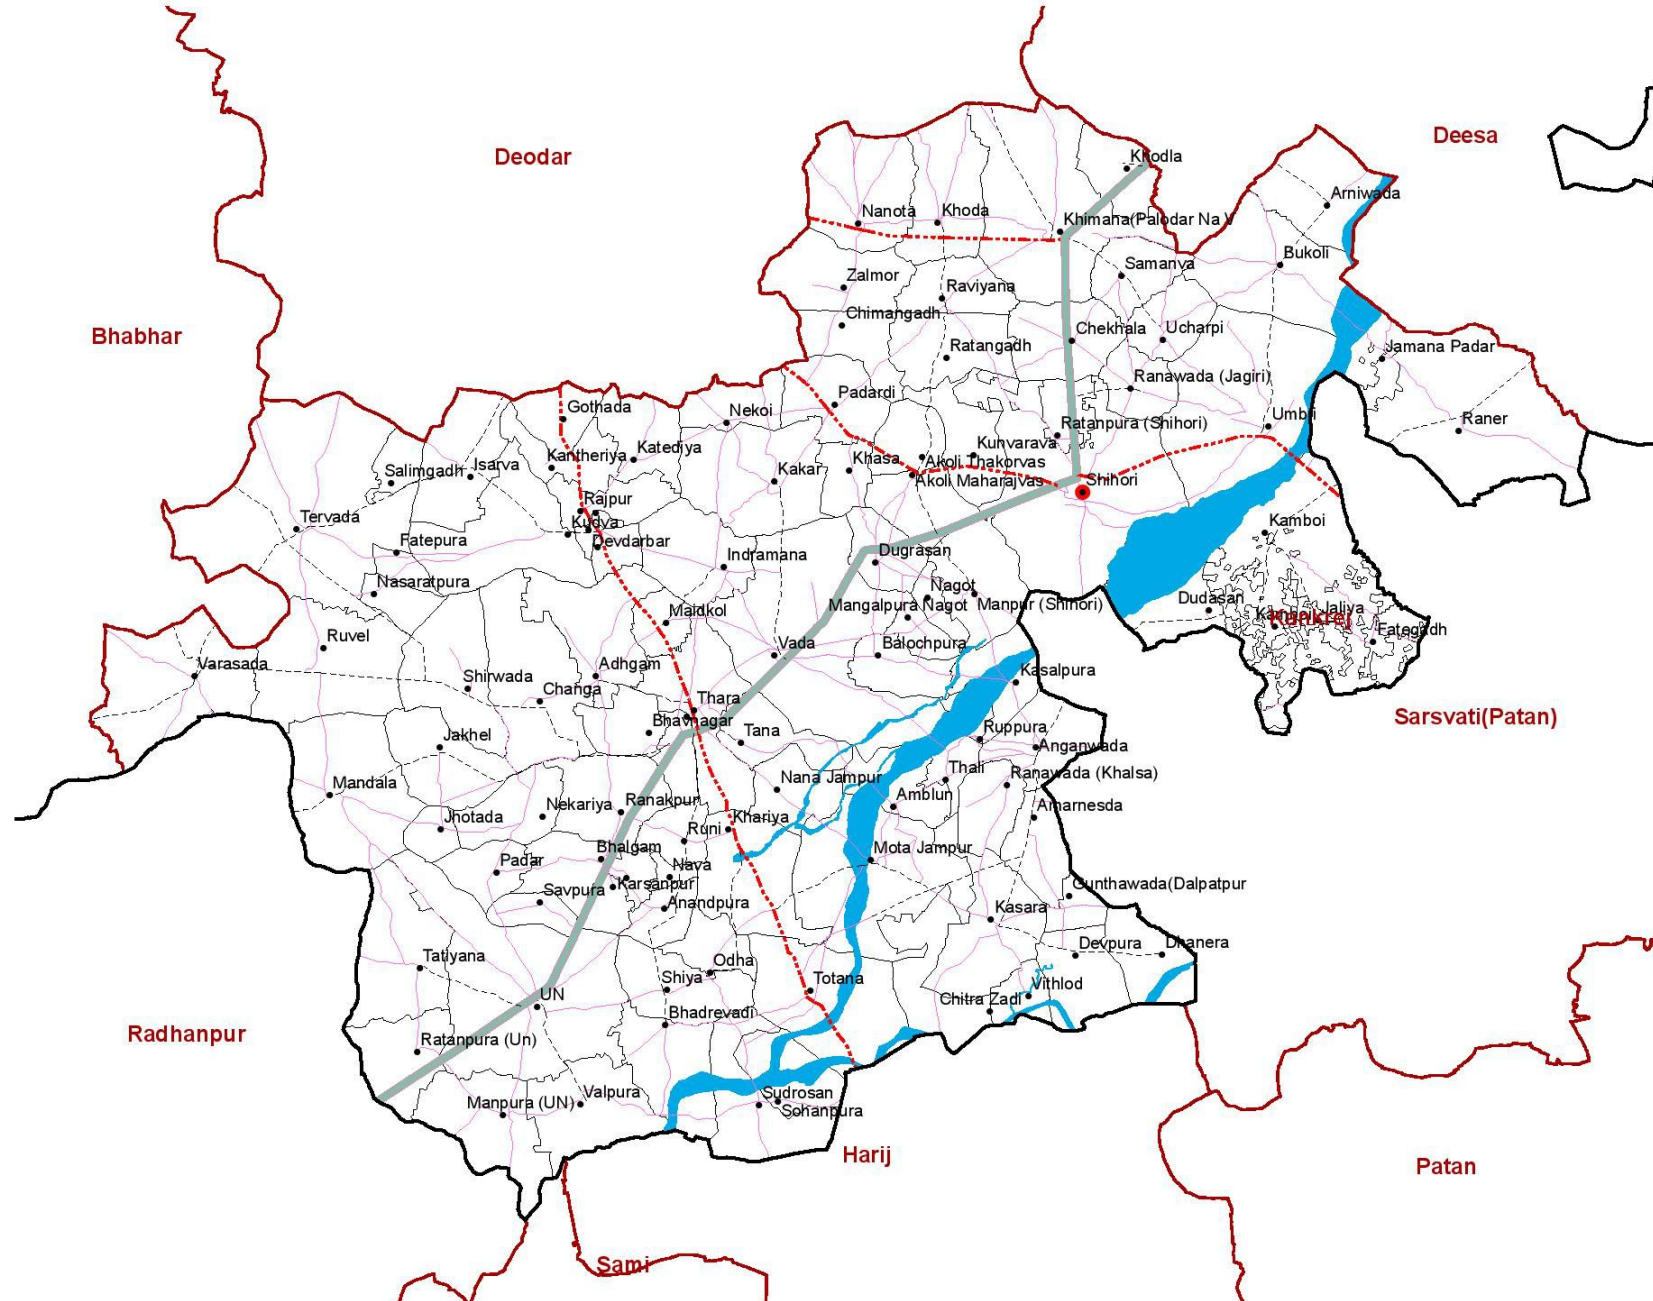 Deesa
Deodar
Khodla
Arniwada
Nanota
Khoda
Khimana(Palodar Na V
Bukoli
Samanva
Zalmor
Raviyana
Chimangadh
Bhabhar
Chekhala
Ucharpi
Ratangadh
Jamana Padar
Ranawada (Jagiri)
Padardi
Gothada
Nekoi
Umbri
Raner
Ratanpura (Shihori)
Kunvarava
Katediya
Kantheriya
Khasa
Akoli Thakorvas
Isarva
Salimgadh
Kakar
Akoli Maharajvas
Shihori
Rajpur
Tervada
Kudva
Kamboi
Fatepura
Devdarbar
Indramana
Dugrasan
Nasaratpura
Nagot
Mangalpura Nagot
Manpur (Shihori)
Dudasan
Maidkol
Jaliya
Kankrej
Fategadh
Ruvel
Vada
Balochpura
Varasada
Adhgam
Kasalpura
Shirwada
Changa
Thara
Sarsvati(Patan)
Bhavnagar
Tana
Ruppura
Jakhel
Anganwada
Mandala
Nana Jampur
Thali
Ranawada (Khalsa)
Nekariya
Ranakpur
Amblun
Amarnesda
Jhotada
Khariya
Runi
Bhalgam
Mota Jampur
Padar
Nava
Savpura
Karsanpur
Gunthawada(Dalpatpur
Anandpura
Kasara
Tatiyana
Devpura
Dhanera
Odha
Shiya
Totana
Vithlod
UN
Chitra Zadi
Bhadrevadi
Radhanpur
Ratanpura (Un)
Valpura
Manpura (UN)
Sudrosan
Sohanpura
Harij
Patan
Sami